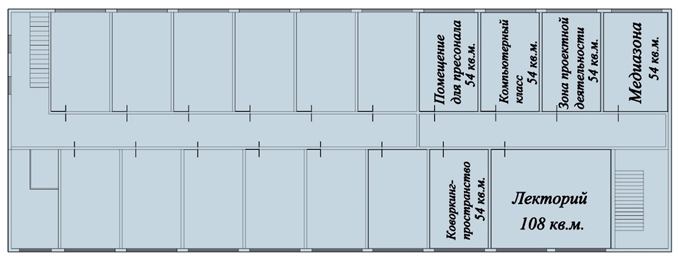 Помещение
для пресонала
54 кв.м.
Компьютерный
класс
54 кв.м.
Зона проектной
деятельности
54 кв.м.
Медиазона
54 кв.м.
Коворкинг-
пространство
54 кв.м.
Лекторий
108 кв.м.